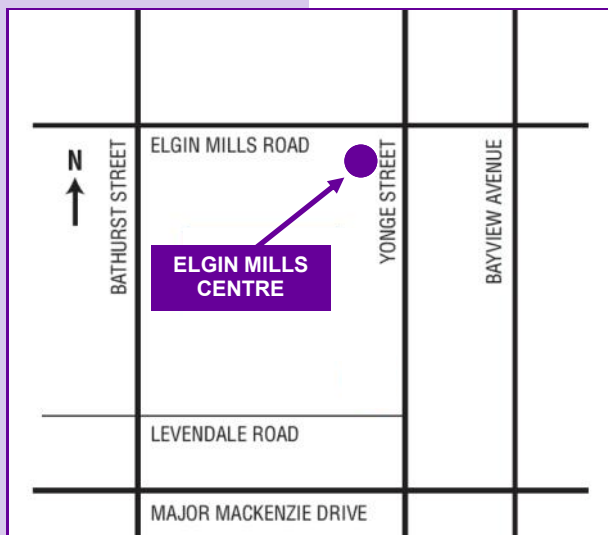 ELGIN MILLS ROAD
N
BATHURST STREET
YONGE STREET
BAYVIEW AVENUE
ELGIN MILLS
CENTRE
LEVENDALE ROAD
MAJOR MACKENZIE DRIVE